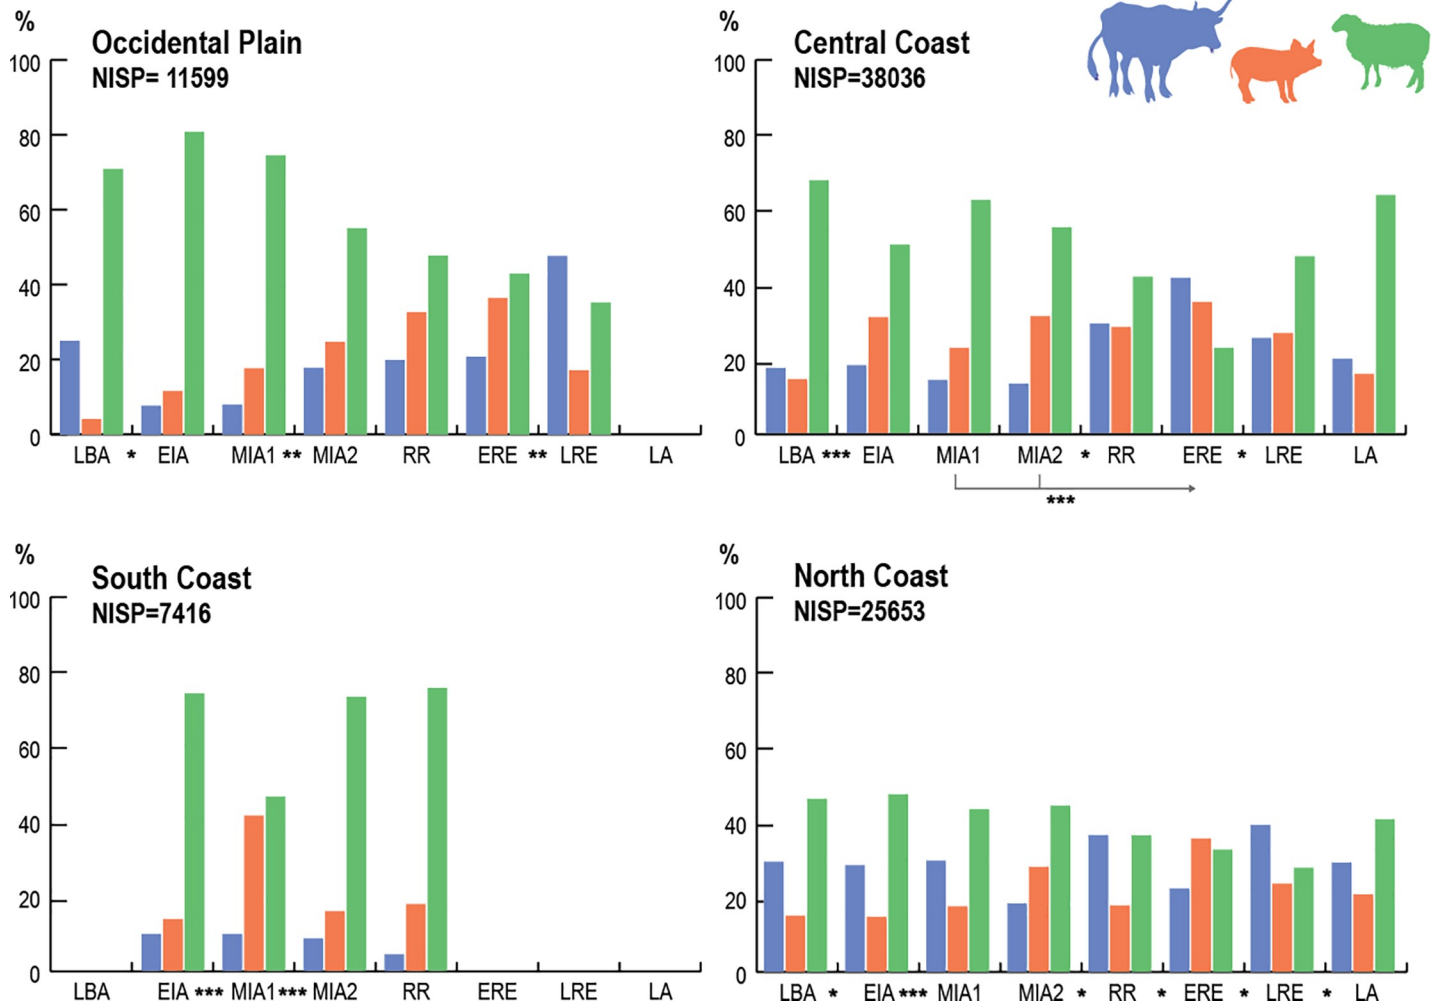 %
Occidental Plain
NISP= 11599
100
80
60
40
20
0
LBA * EIA MIA1 ** MIA2 RR ERE ** LRE LA
%
Central Coast
NISP=38036
100
80
60
40
20
0
LBA *** EIA MIA1 MIA2 * RR ERE * LRE LA
***
%
South Coast
NISP=7416
100
80
60
40
20
0
LBA EIA *** MIA1 *** MIA2 RR ERE LRE LA
%
North Coast
NISP=25653
100
80
60
40
20
0
LBA * EIA *** MIA1 MIA2 * RR * ERE * LRE * LA